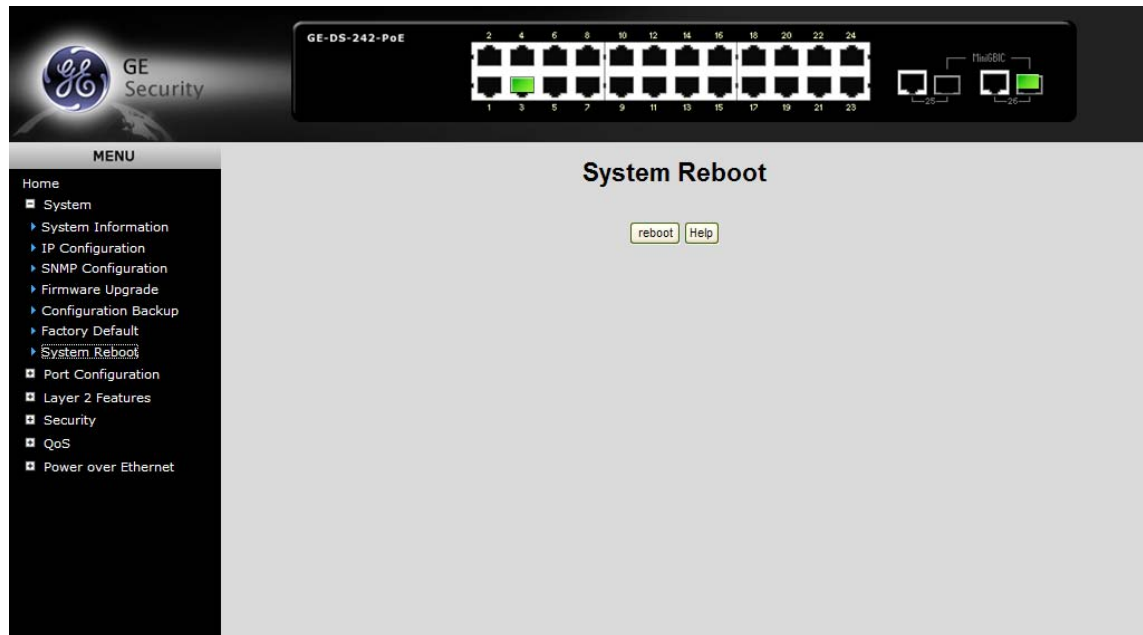 GE-DS-242-PoE
2 4 6 8 10 12 14 16 18 20 22 24
MiniGBIC
1 3 5 7 9 11 13 15 17 19 21 23
25 26
GE
Security
MENU
Home
System
System Information
IP Configuration
SNMP Configuration
Firmware Upgrade
Configuration Backup
Factory Default
System Reboot
Port Configuration
Layer 2 Features
Security
QoS
Power over Ethernet
System Reboot
reboot Help